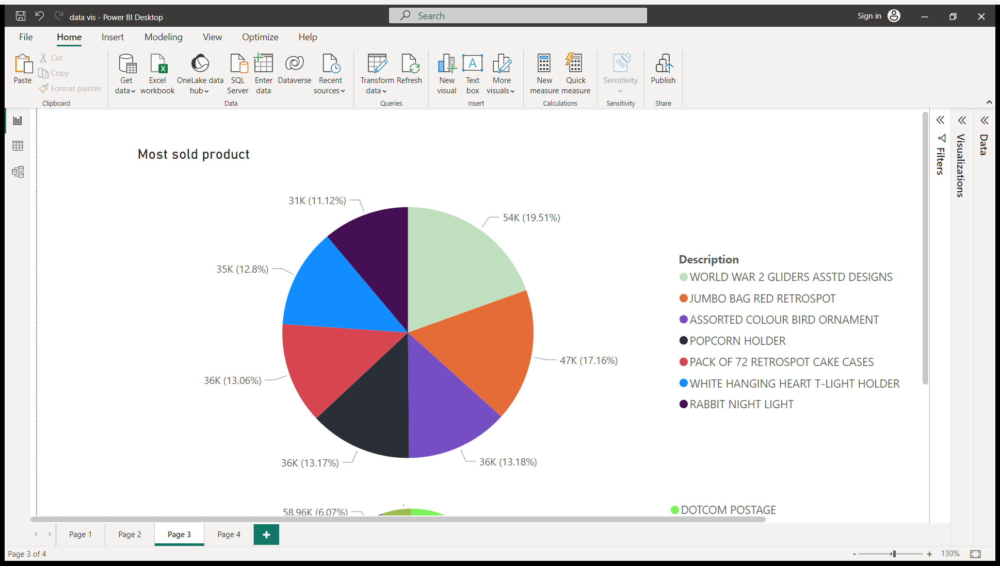 data vis - Power BI Desktop
Search
Sign in
File Home Insert Modeling View Optimize Help
Paste
Cut
Copy
Format painter
Clipboard
Get data
Excel workbook
OneLake data hub
SQL Server
Enter data
Dataverse
Recent sources
Data
Transform data
Refresh
Queries
New visual
Text box
More visuals
Insert
New measure
Quick measure
Calculations
Sensitivity
Sensitivity
Publish
Share
Filters
Visualizations
Data
Most sold product
31K (11.12%)
54K (19.51%)
35K (12.8%)
47K (17.16%)
36K (13.06%)
36K (13.17%)
36K (13.18%)
Description
WORLD WAR 2 GLIDERS ASSTD DESIGNS
JUMBO BAG RED RETROSPOT
ASSORTED COLOUR BIRD ORNAMENT
POPCORN HOLDER
PACK OF 72 RETROSPOT CAKE CASES
WHITE HANGING HEART T-LIGHT HOLDER
RABBIT NIGHT LIGHT
58.96K (6.07%)
DOTCOM POSTAGE
Page 1 Page 2 Page 3 Page 4
Page 3 of 4
- + 130%